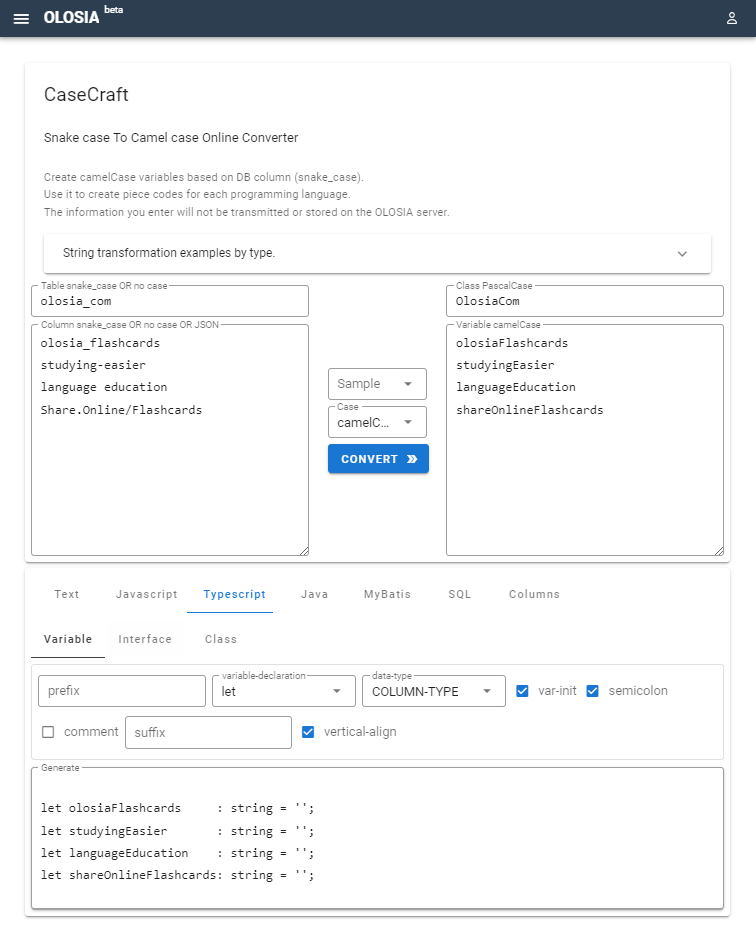 OLOSIA beta
CaseCraft
Snake case To Camel case Online Converter
Create camelCase variables based on DB column (snake_case).
Use it to create piece codes for each programming language.
The information you enter will not be transmitted or stored on the OLOSIA server.
String transformation examples by type.
Table snake_case OR no case
olosia_com
Class PascalCase
OlosiaCom
Column snake_case OR no case OR JSON
olosia_flashcards
studying-easier
language education
Share.Online/Flashcards
Sample
Case
camelC...
CONVERT
Variable camelCase
olosiaFlashcards
studyingEasier
languageEducation
shareOnlineFlashcards
Text Javascript Typescript Java MyBatis SQL Columns
Variable Interface Class
prefix
variable-declaration
let
data-type
COLUMN-TYPE
var-init semicolon
comment suffix vertical-align
Generate
let olosiaFlashcards     : string = '';
let studyingEasier       : string = '';
let languageEducation    : string = '';
let shareOnlineFlashcards: string = '';